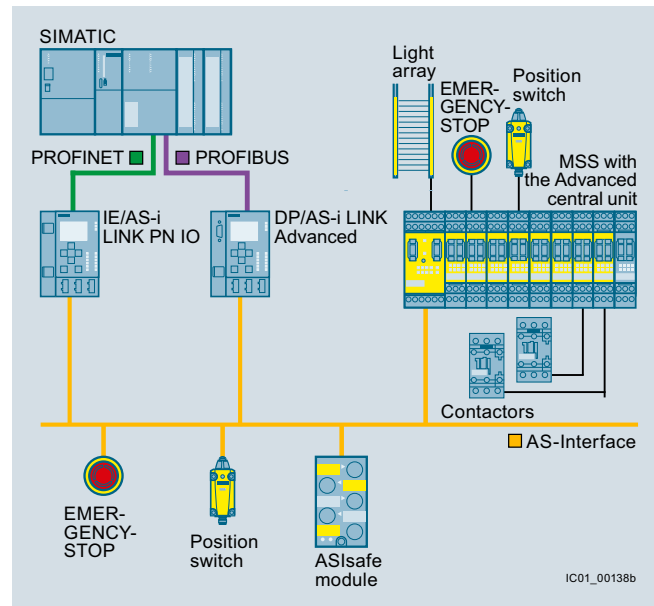 SIMATIC
Light
array
EMER-
GENCY-
STOP
Position
switch
PROFINET
PROFIBUS
MSS with
the Advanced
central unit
IE/AS-i
LINK PN IO
DP/AS-i LINK
Advanced
Contactors
AS-Interface
EMER-
GENCY-
STOP
Position
switch
ASIsafe
module
IC01_00138b